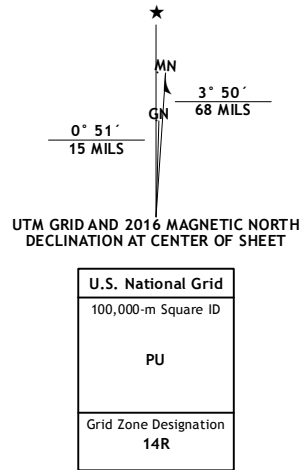 MN
3° 50´
68 MILS
GN
0° 51´
15 MILS
UTM GRID AND 2016 MAGNETIC NORTH
DECLINATION AT CENTER OF SHEET
U.S. National Grid
100,000-m Square ID
PU
Grid Zone Designation
14R